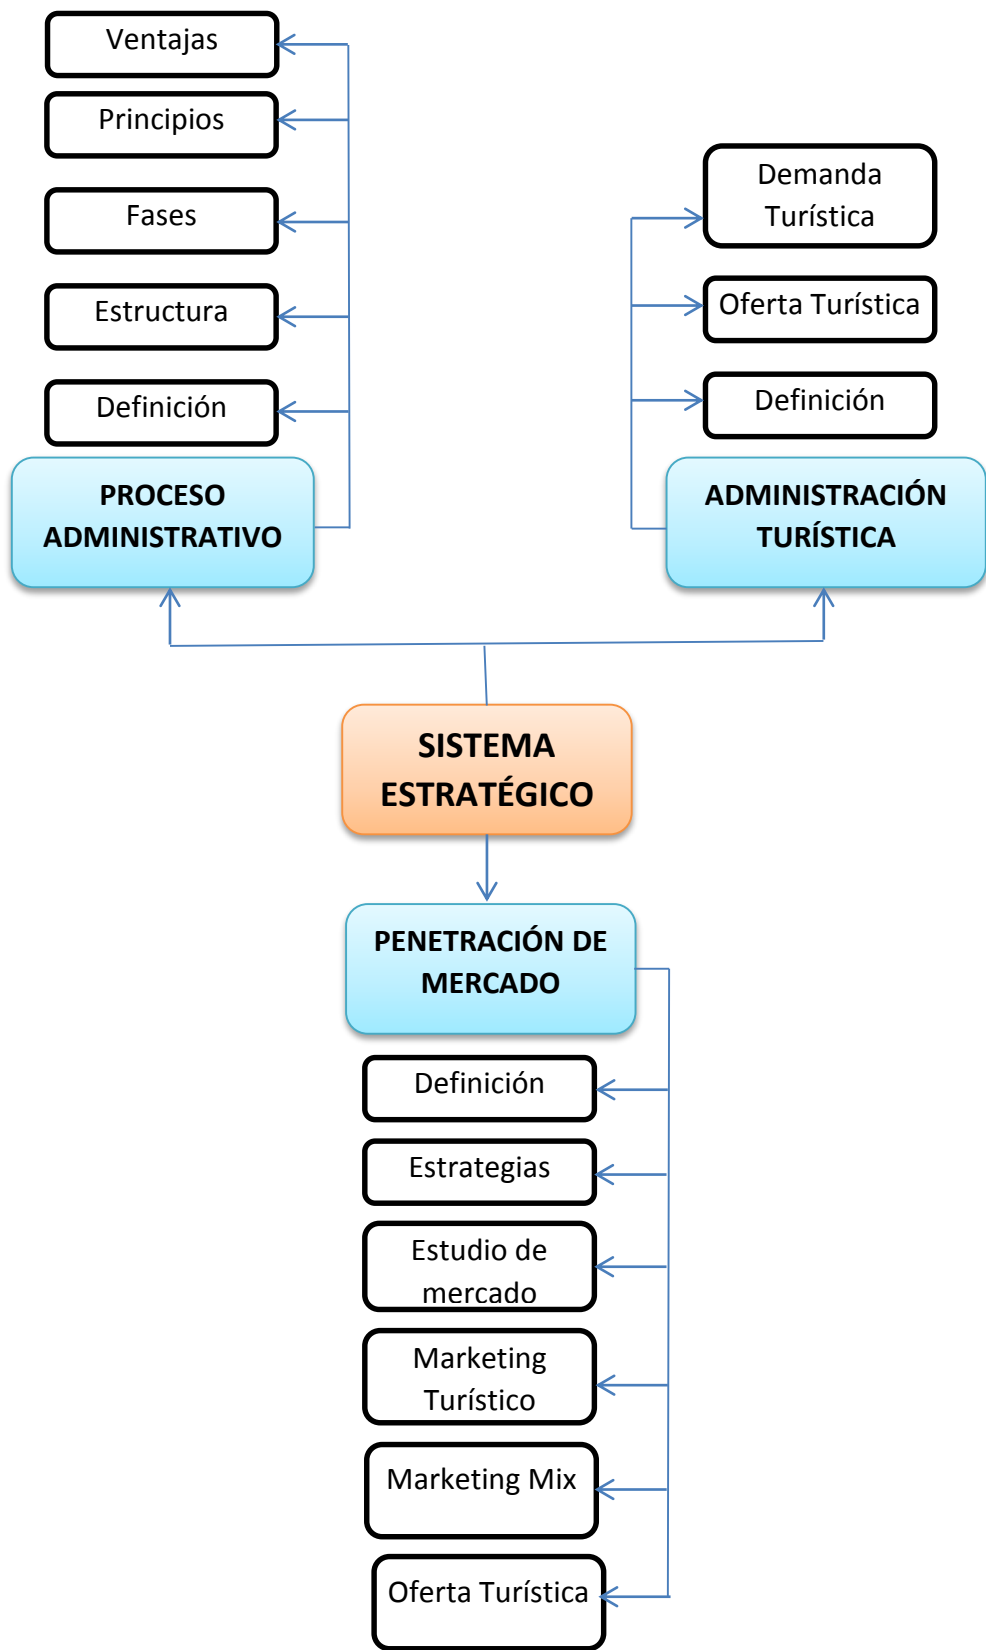 Ventajas
Principios
Fases
Estructura
Definición
PROCESO
ADMINISTRATIVO
Demanda
Turística
Oferta Turística
Definición
ADMINISTRACIÓN
TURÍSTICA
SISTEMA
ESTRATÉGICO
PENETRACIÓN DE
MERCADO
Definición
Estrategias
Estudio de
mercado
Marketing
Turístico
Marketing Mix
Oferta Turística